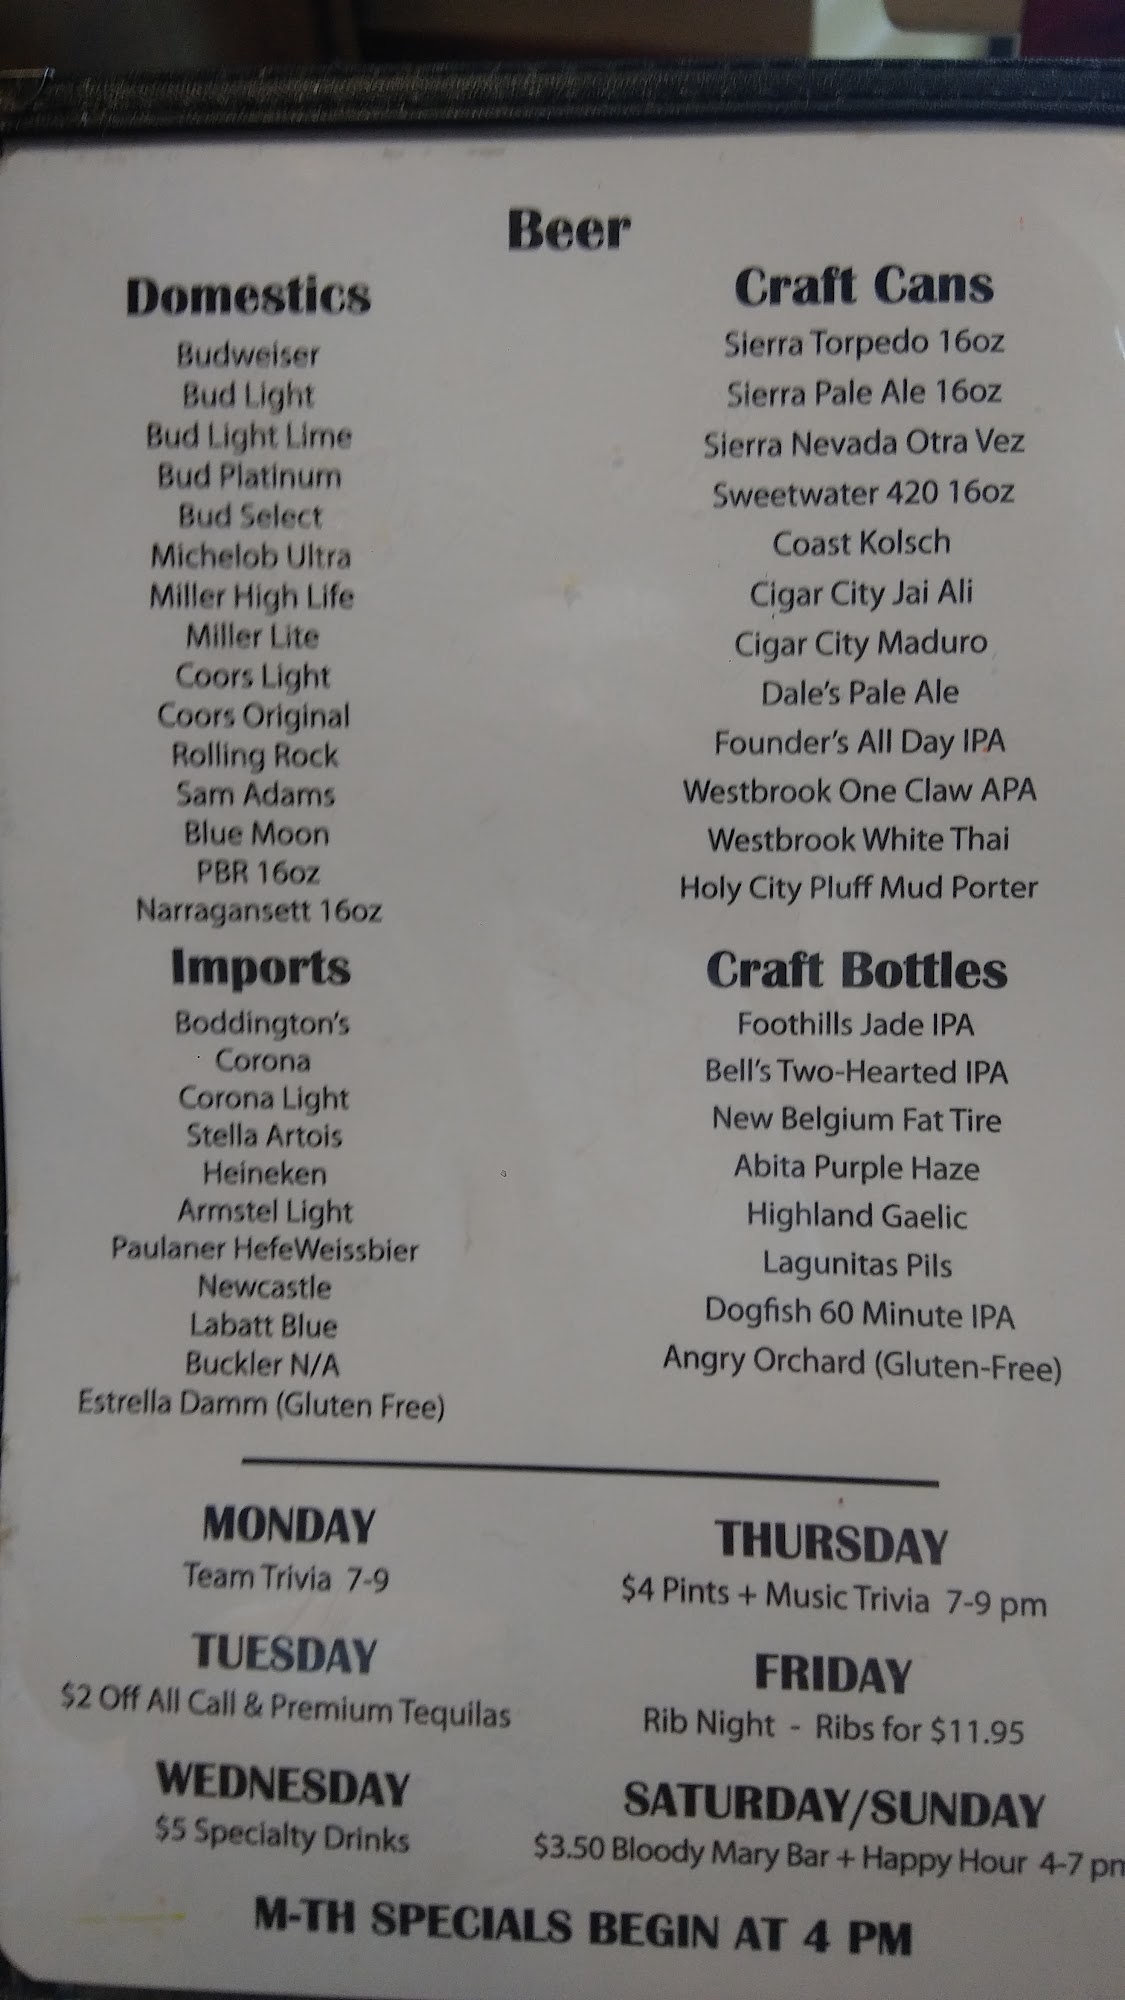 Beer
Domestics
Budweiser
Bud Light
Bud Light Lime
Bud Platinum
Bud Select
Michelob Ultra
Miller High Life
Miller Lite
Coors Light
Coors Original
Rolling Rock
Sam Adams
Blue Moon
PBR 16oz
Narragansett 16oz
Imports
Boddington's
Corona
Corona Light
Stella Artois
Heineken
Armstel Light
Paulaner HefeWeissbier
Newcastle
Labatt Blue
Buckler N/A
Estrella Damm (Gluten Free)
Craft Cans
Sierra Torpedo 16oz
Sierra Pale Ale 16oz
Sierra Nevada Otra Vez
Sweetwater 420 16oz
Coast Kolsch
Cigar City Jai Ali
Cigar City Maduro
Dale's Pale Ale
Founder's All Day IPA
Westbrook One Claw APA
Westbrook White Thai
Holy City Pluff Mud Porter
Craft Bottles
Foothills Jade IPA
Bell's Two-Hearted IPA
New Belgium Fat Tire
Abita Purple Haze
Highland Gaelic
Lagunitas Pils
Dogfish 60 Minute IPA
Angry Orchard (Gluten-Free)
MONDAY
Team Trivia 7-9
TUESDAY
$2 Off All Call & Premium Tequilas
WEDNESDAY
$5 Specialty Drinks
THURSDAY
$4 Pints + Music Trivia 7-9 pm
FRIDAY
Rib Night - Ribs for $11.95
SATURDAY/SUNDAY
$3.50 Bloody Mary Bar + Happy Hour 4-7 pm
M-TH SPECIALS BEGIN AT 4 PM